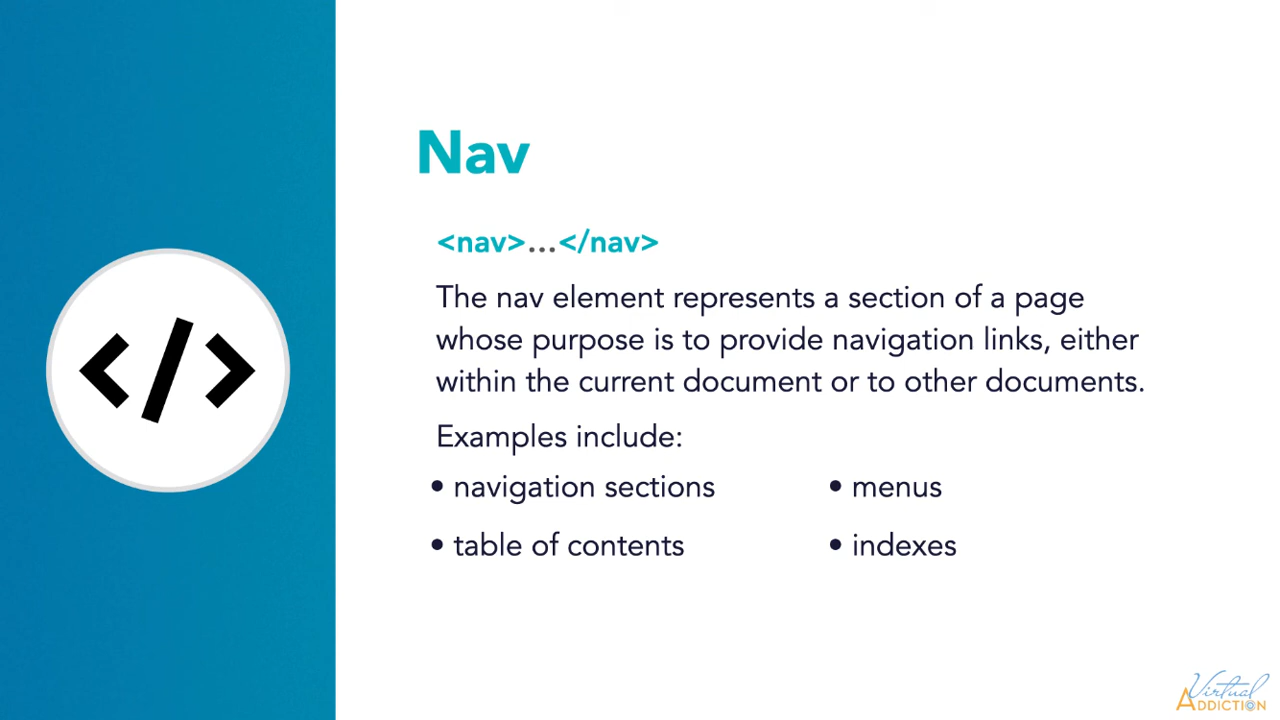 Nav
<nav>...</nav>
The nav element represents a section of a page
whose purpose is to provide navigation links, either
within the current document or to other documents.
Examples include:
• navigation sections
• menus
• table of contents
• indexes
Virtual
ADDICTION